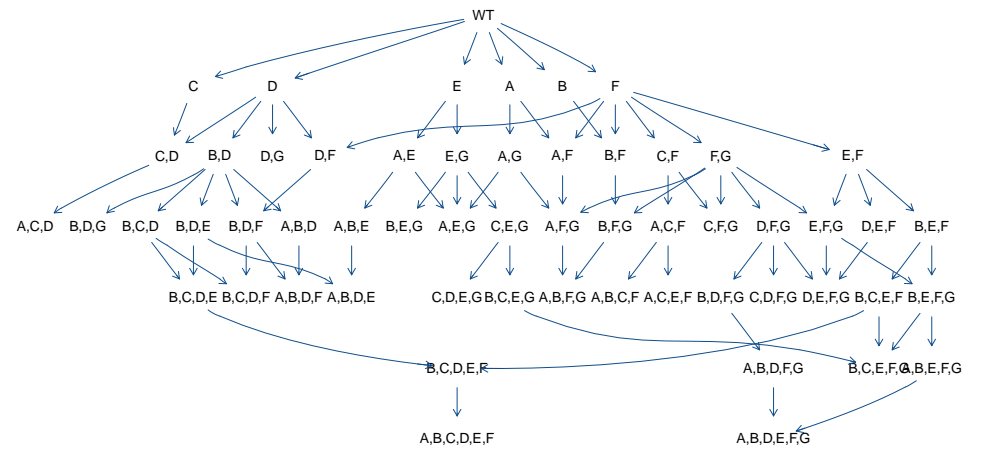 WT
C D E A B F
C,D B,D D,G D,F A,E E,G A,G A,F B,F C,F F,G E,F
A,C,D B,D,G B,C,D B,D,E B,D,F A,B,D A,B,E B,E,G A,E,G C,E,G A,F,G B,F,G A,C,F C,F,G D,F,G E,F,G D,E,F B,E,F
B,C,D,E B,C,D,F A,B,D,F A,B,D,E C,D,E,G B,C,E,G A,B,F,G A,B,C,F A,C,E,F B,D,F,G C,D,F,G D,E,F,G B,C,E,F B,E,F,G
B,C,D,E,F A,B,D,F,G B,C,E,F,G A,B,E,F,G
A,B,C,D,E,F A,B,D,E,F,G